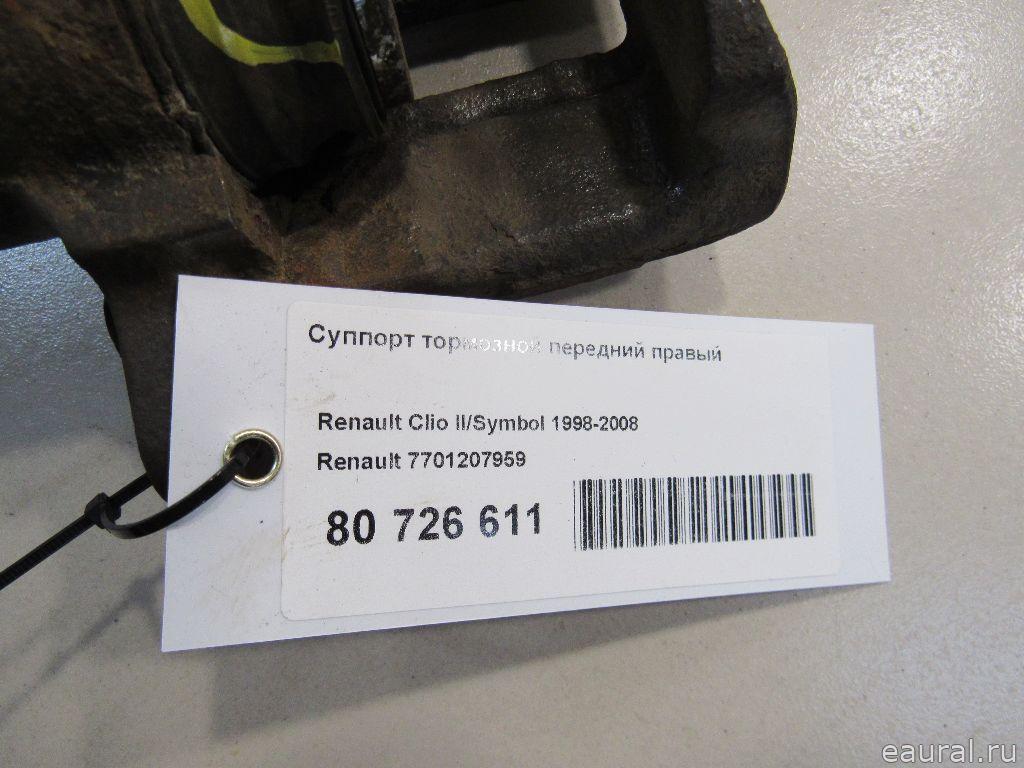 Суппорт тормозной передний правый
Renault Clio II/Symbol 1998-2008
Renault 7701207959
80 726 611
eaural.ru